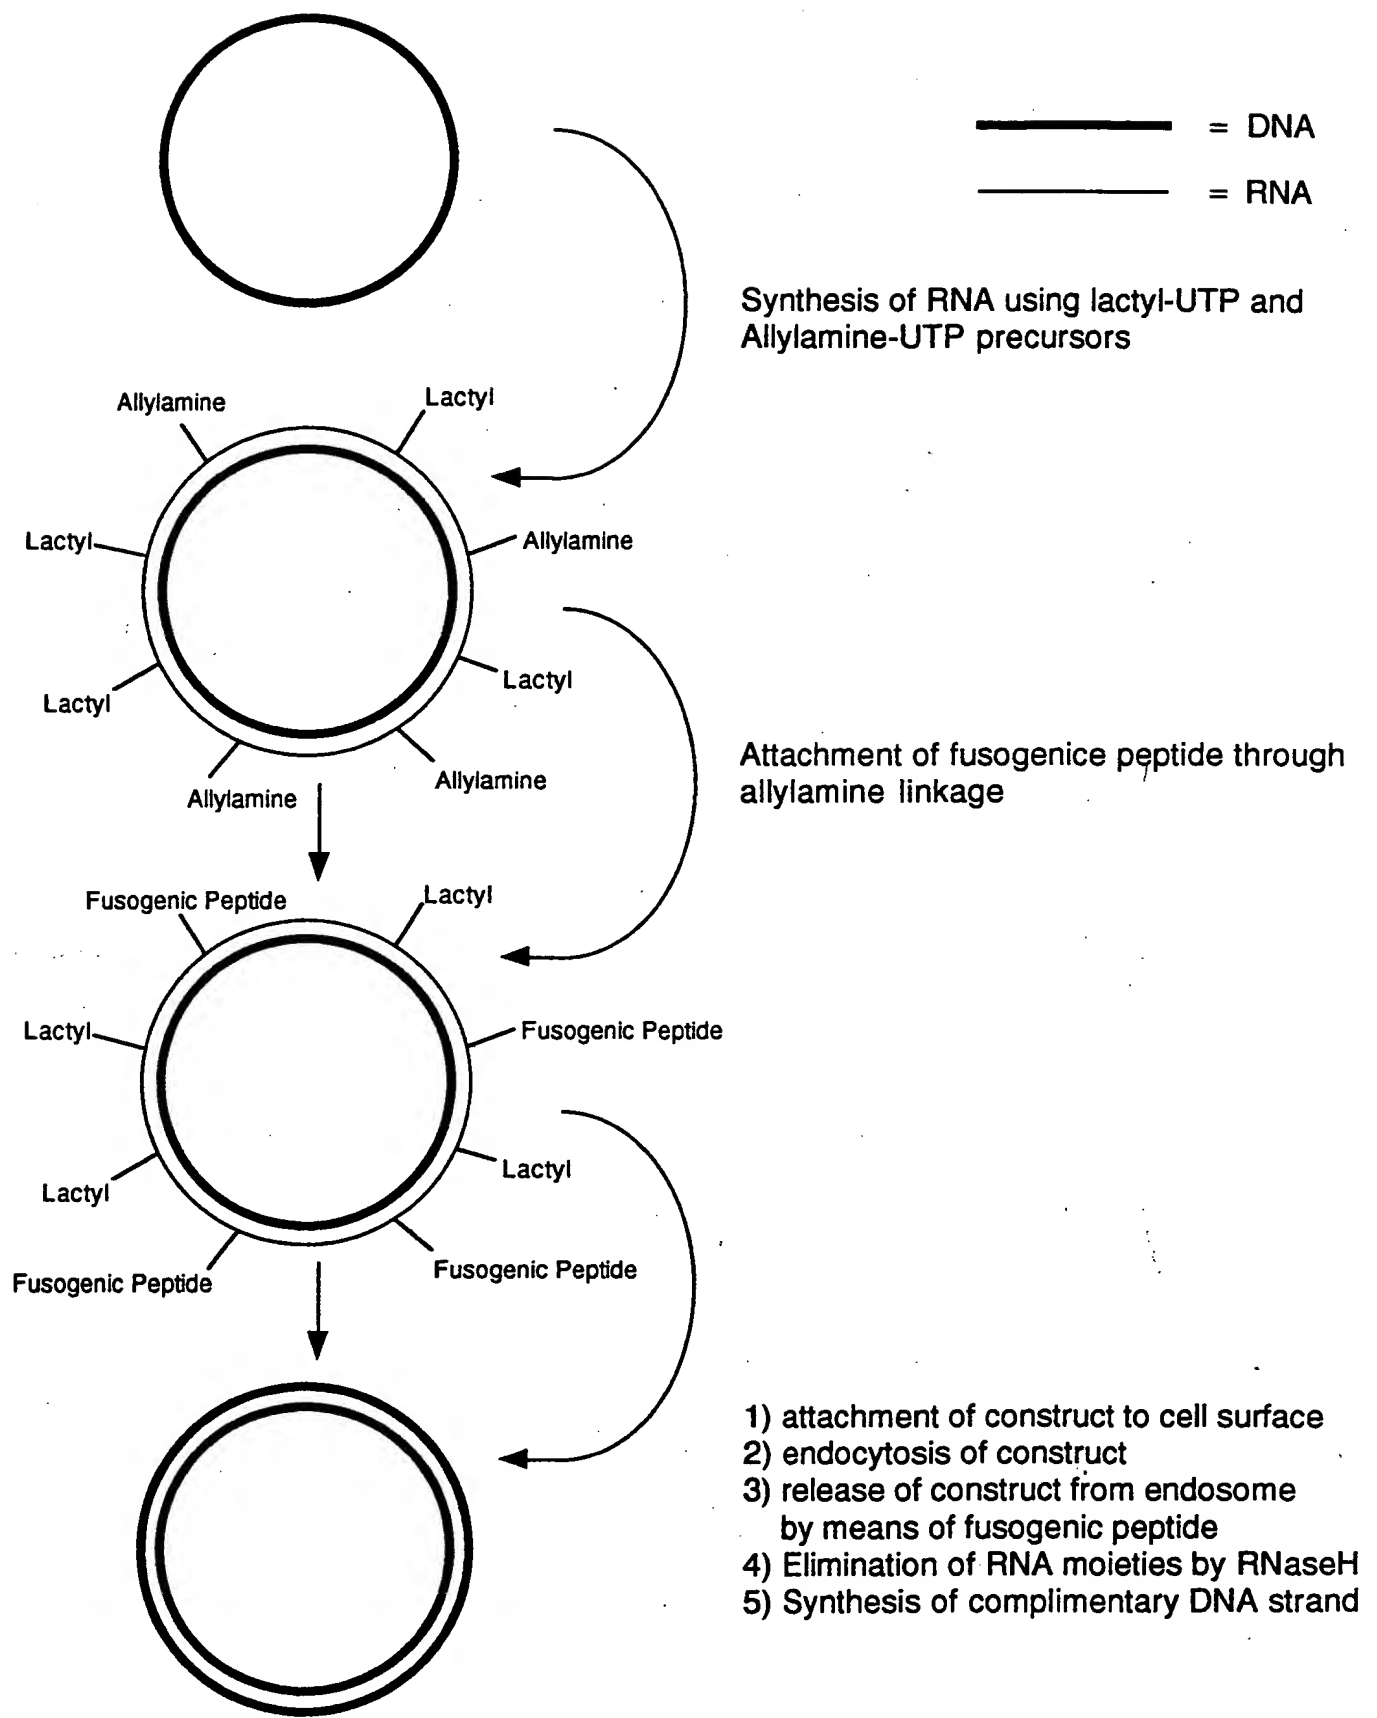 = DNA
= RNA
Synthesis of RNA using lactyl-UTP and
Allylamine-UTP precursors
Allylamine
Lactyl
Lactyl
Allylamine
Lactyl
Lactyl
Allylamine
Allylamine
Attachment of fusogenice peptide through
allylamine linkage
Fusogenic Peptide
Lactyl
Lactyl
Fusogenic Peptide
Lactyl
Lactyl
Fusogenic Peptide
Fusogenic Peptide
1) attachment of construct to cell surface
2) endocytosis of construct
3) release of construct from endosome
by means of fusogenic peptide
4) Elimination of RNA moieties by RNaseH
5) Synthesis of complimentary DNA strand